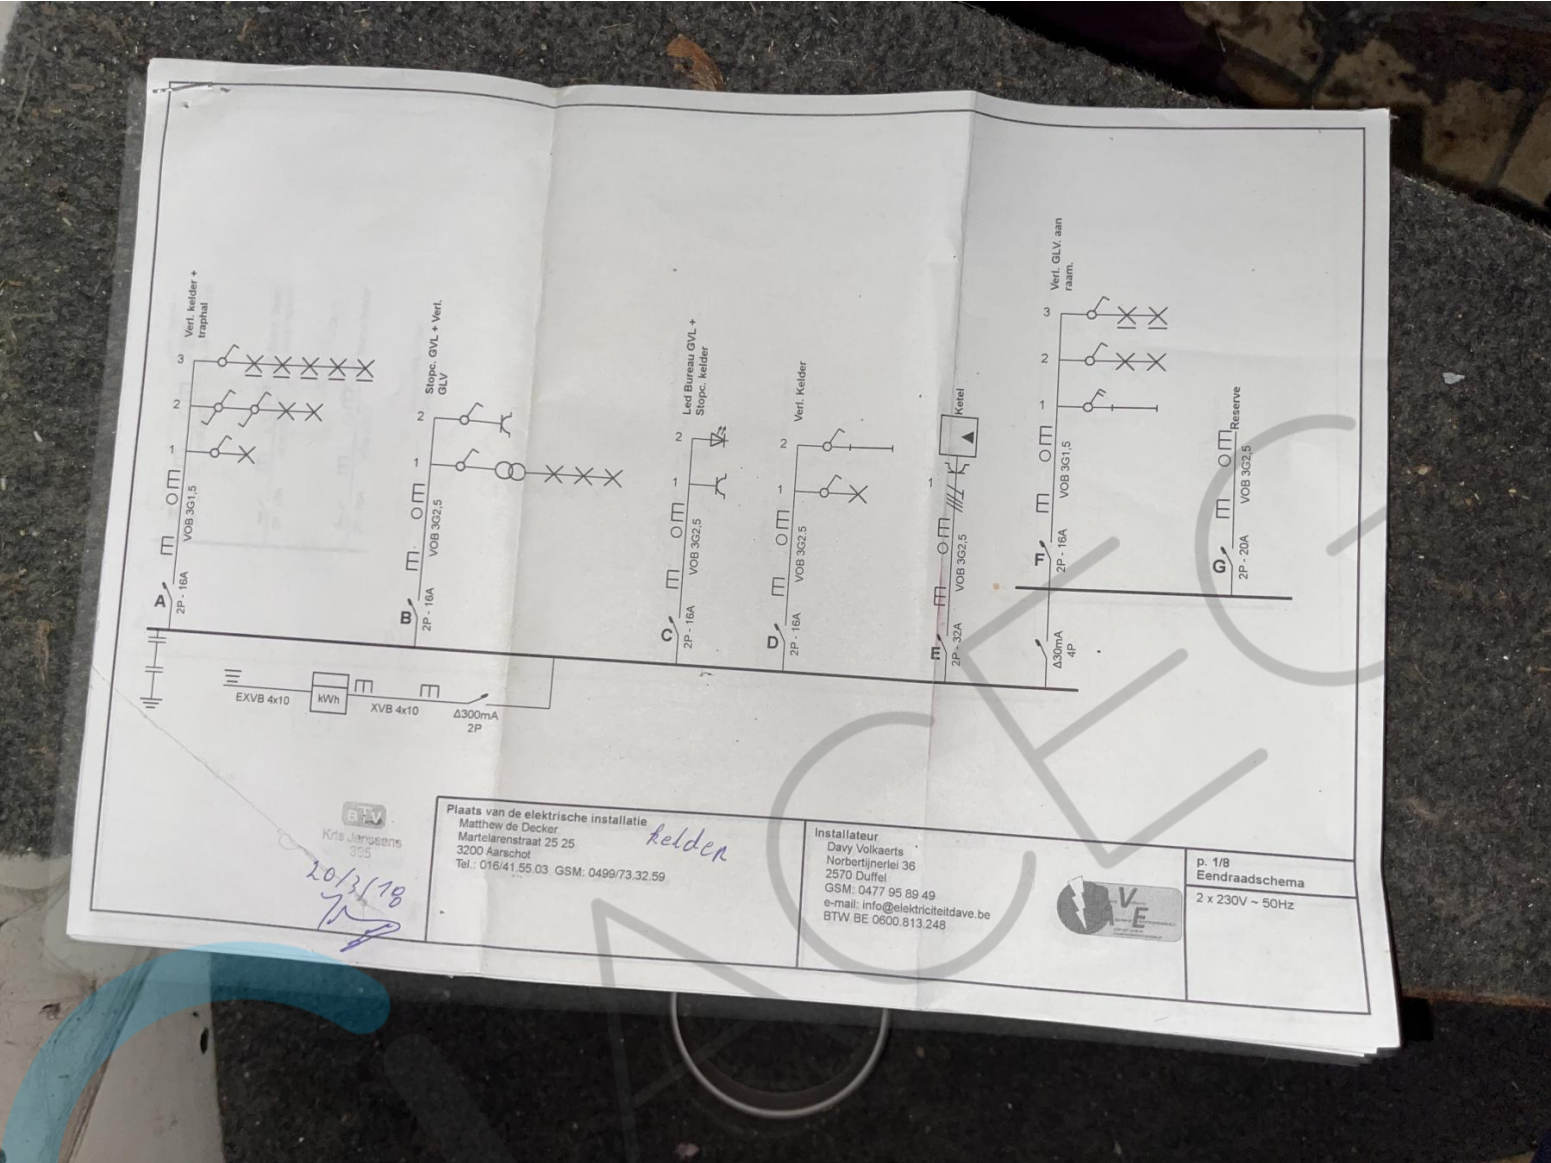 Verl. kelder +
traphal
3
2
1
VOB 3G1,5
A
2P - 16A
Stopc. GVL + Verl.
GLV
2
1
VOB 3G2,5
B
2P - 16A
Led Bureau GVL +
Stopc. kelder
2
1
VOB 3G2,5
C
2P - 16A
Verl. Kelder
2
1
VOB 3G2,5
D
2P - 16A
Ketel
1
VOB 3G2,5
E
2P - 32A
Verl. GLV. aan
raam.
3
2
1
VOB 3G1,5
F
2P - 16A
Reserve
VOB 3G2,5
G
2P - 20A
Δ30mA
4P
EXVB 4x10
kWh
XVB 4x10
Δ300mA
2P
BTV
Kris Janssens
395
20/3/18
Plaats van de elektrische installatie
Matthew de Decker
Martelarenstraat 25 25
3200 Aarschot
Tel.: 016/41.55.03 GSM: 0499/73.32.59
kelder
Installateur
Davy Volkaerts
Norbertijnerlei 36
2570 Duffel
GSM: 0477 95 89 49
e-mail: info@elektriciteitdave.be
BTW BE 0600.813.248
VE
p. 1/8
Eendraadschema
2 x 230V ~ 50Hz
ACEG